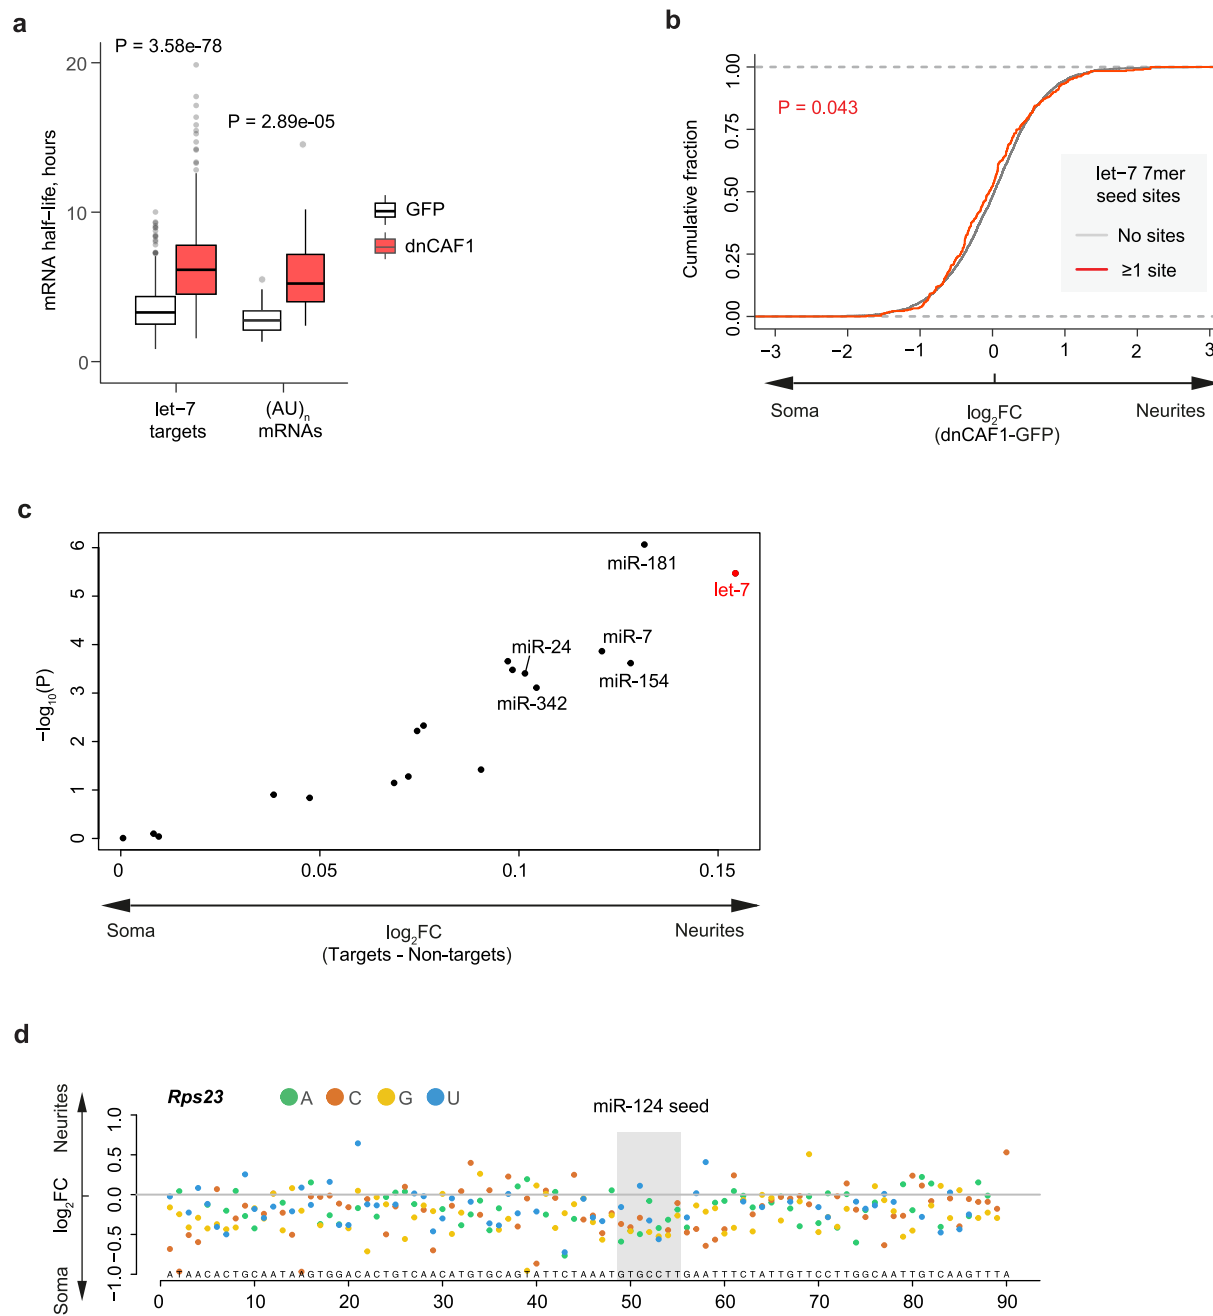 a
P = 3.58e-78
P = 2.89e-05
20
10
0
mRNA half-life, hours
GFP
dnCAF1
let-7
targets
(AU)n
mRNAs
b
P = 0.043
Cumulative fraction
1.00
0.75
0.50
0.25
0.00
let−7 7mer
seed sites
No sites
≥1 site
−3 −2 −1 0 1 2 3
Soma
Neurites
log2FC
(dnCAF1-GFP)
c
6
5
4
3
2
1
0
-log10(P)
miR-181
let-7
miR-7
miR-24
miR-154
miR-342
0 0.05 0.1 0.15
Soma
Neurites
log2FC
(Targets - Non-targets)
d
Rps23
A C G U
miR-124 seed
Neurites
log2FC
Soma
1.0
0.5
0.0
−0.5
−1.0
ATAACACTGCAATAAGTGGACACTGTCAACATGTGCAGTATTCTAAATGTGCCTTGAATTTCTATTGTTCCTTGGCAATTGTCAAGTTTA
0 10 20 30 40 50 60 70 80 90